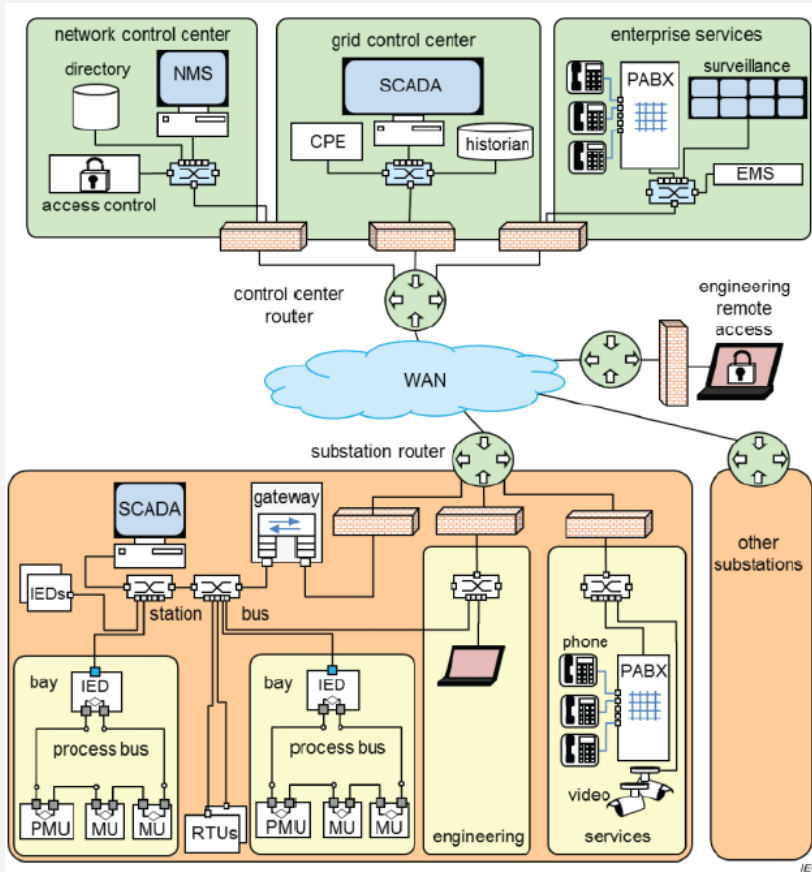 network control center
grid control center
enterprise services
directory
NMS
SCADA
PABX
surveillance
CPE
historian
access control
EMS
control center
router
engineering
remote
access
WAN
substation router
SCADA
gateway
other
substations
IEDs
station
bus
bay
IED
process bus
PMU
MU
MU
RTUs
bay
IED
process bus
PMU
MU
MU
engineering
phone
PABX
video
services